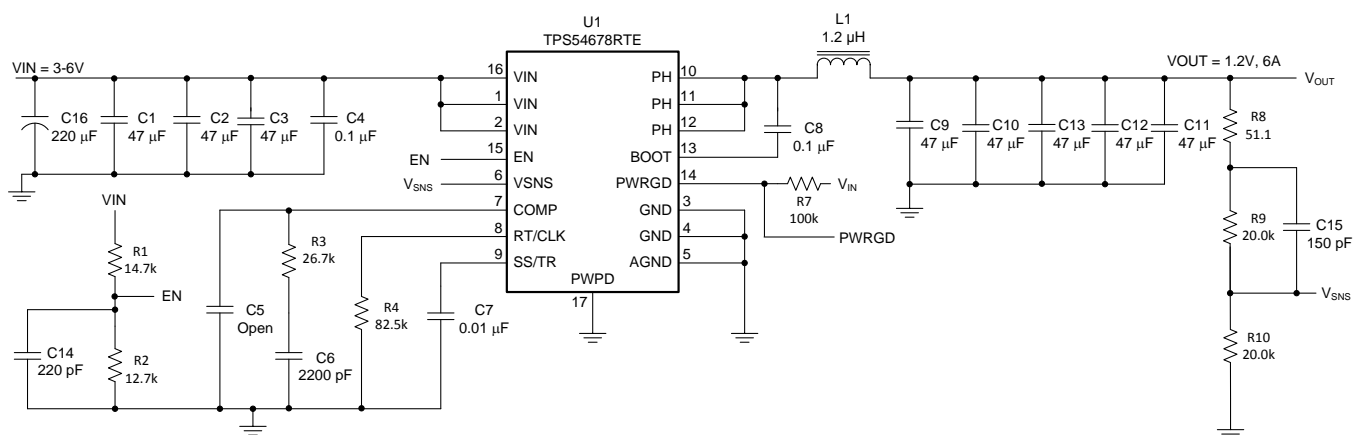 U1
TPS54678RTE
L1
1.2 µH
VIN = 3-6V
VOUT = 1.2V, 6A
VOUT
C16
220 µF
C1
47 µF
C2
47 µF
C3
47 µF
C4
0.1 µF
16 VIN
1 VIN
2 VIN
EN 15 EN
VSNS 6 VSNS
7 COMP
8 RT/CLK
9 SS/TR
PH 10
PH 11
PH 12
BOOT 13
PWRGD 14
GND 3
GND 4
AGND 5
PWPD
17
C8
0.1 µF
R7
100k
VIN
PWRGD
C9
47 µF
C10
47 µF
C13
47 µF
C12
47 µF
C11
47 µF
R8
51.1
R9
20.0k
C15
150 pF
VSNS
R10
20.0k
VIN
R1
14.7k
EN
C14
220 pF
R2
12.7k
C5
Open
R3
26.7k
C6
2200 pF
R4
82.5k
C7
0.01 µF